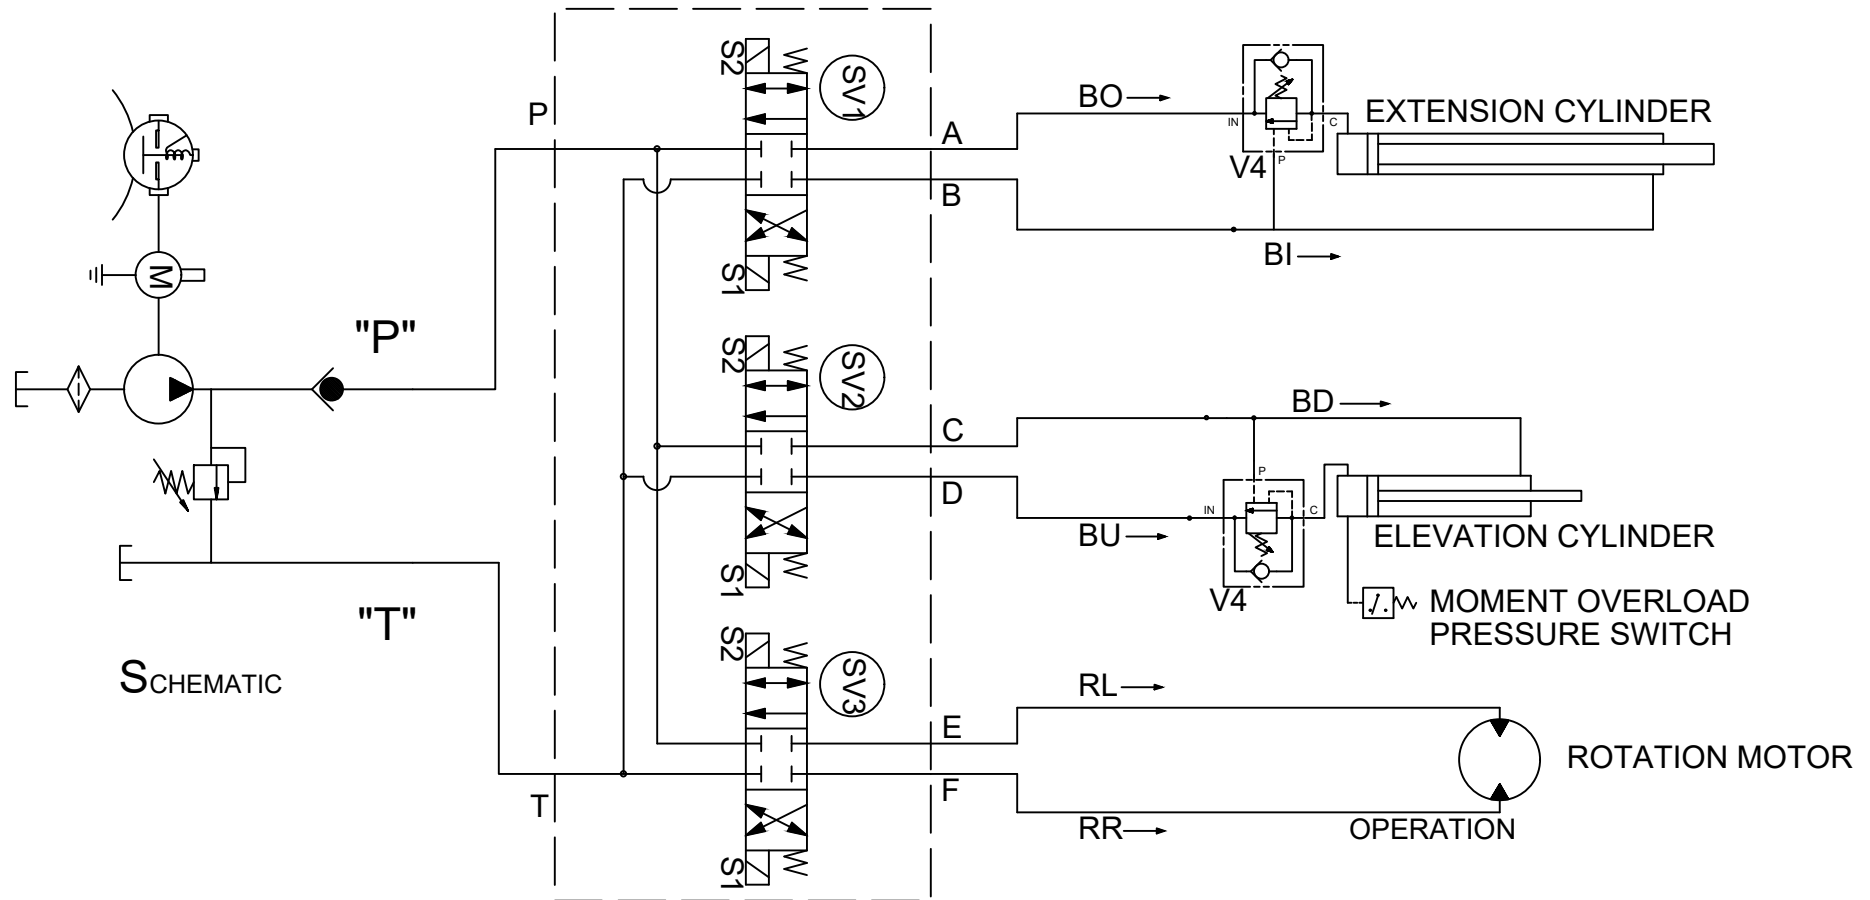 S2
SV1
S1
P
A
B
BO
IN
C
P
V4
EXTENSION CYLINDER
BI
M
"P"
S2
SV2
S1
C
D
BD
BU
P
IN
C
V4
ELEVATION CYLINDER
MOMENT OVERLOAD
PRESSURE SWITCH
"T"
SCHEMATIC
S2
SV3
S1
T
E
F
RL
RR
ROTATION MOTOR
OPERATION